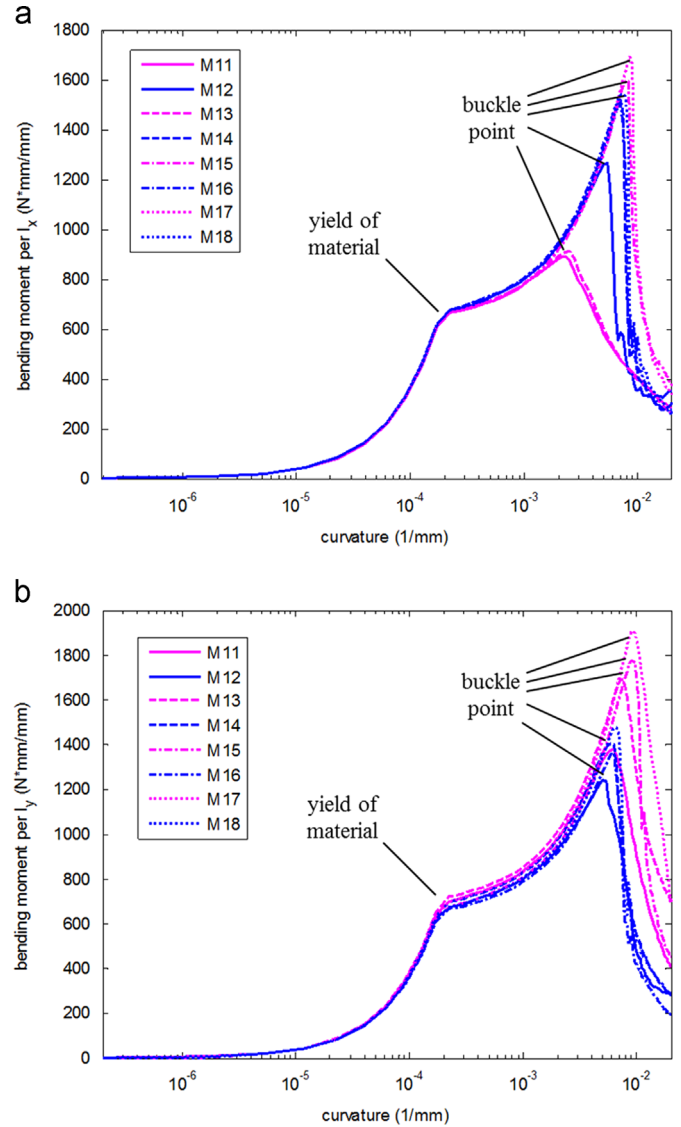 a
1800
1600
1400
1200
1000
800
600
400
200
0
bending moment per I_x (N*mm/mm)
M11
M12
M13
M14
M15
M16
M17
M18
buckle
point
yield of
material
10^-6
10^-5
10^-4
10^-3
10^-2
curvature (1/mm)
b
2000
1800
1600
1400
1200
1000
800
600
400
200
0
bending moment per I_y (N*mm/mm)
M11
M12
M13
M14
M15
M16
M17
M18
buckle
point
yield of
material
10^-6
10^-5
10^-4
10^-3
10^-2
curvature (1/mm)